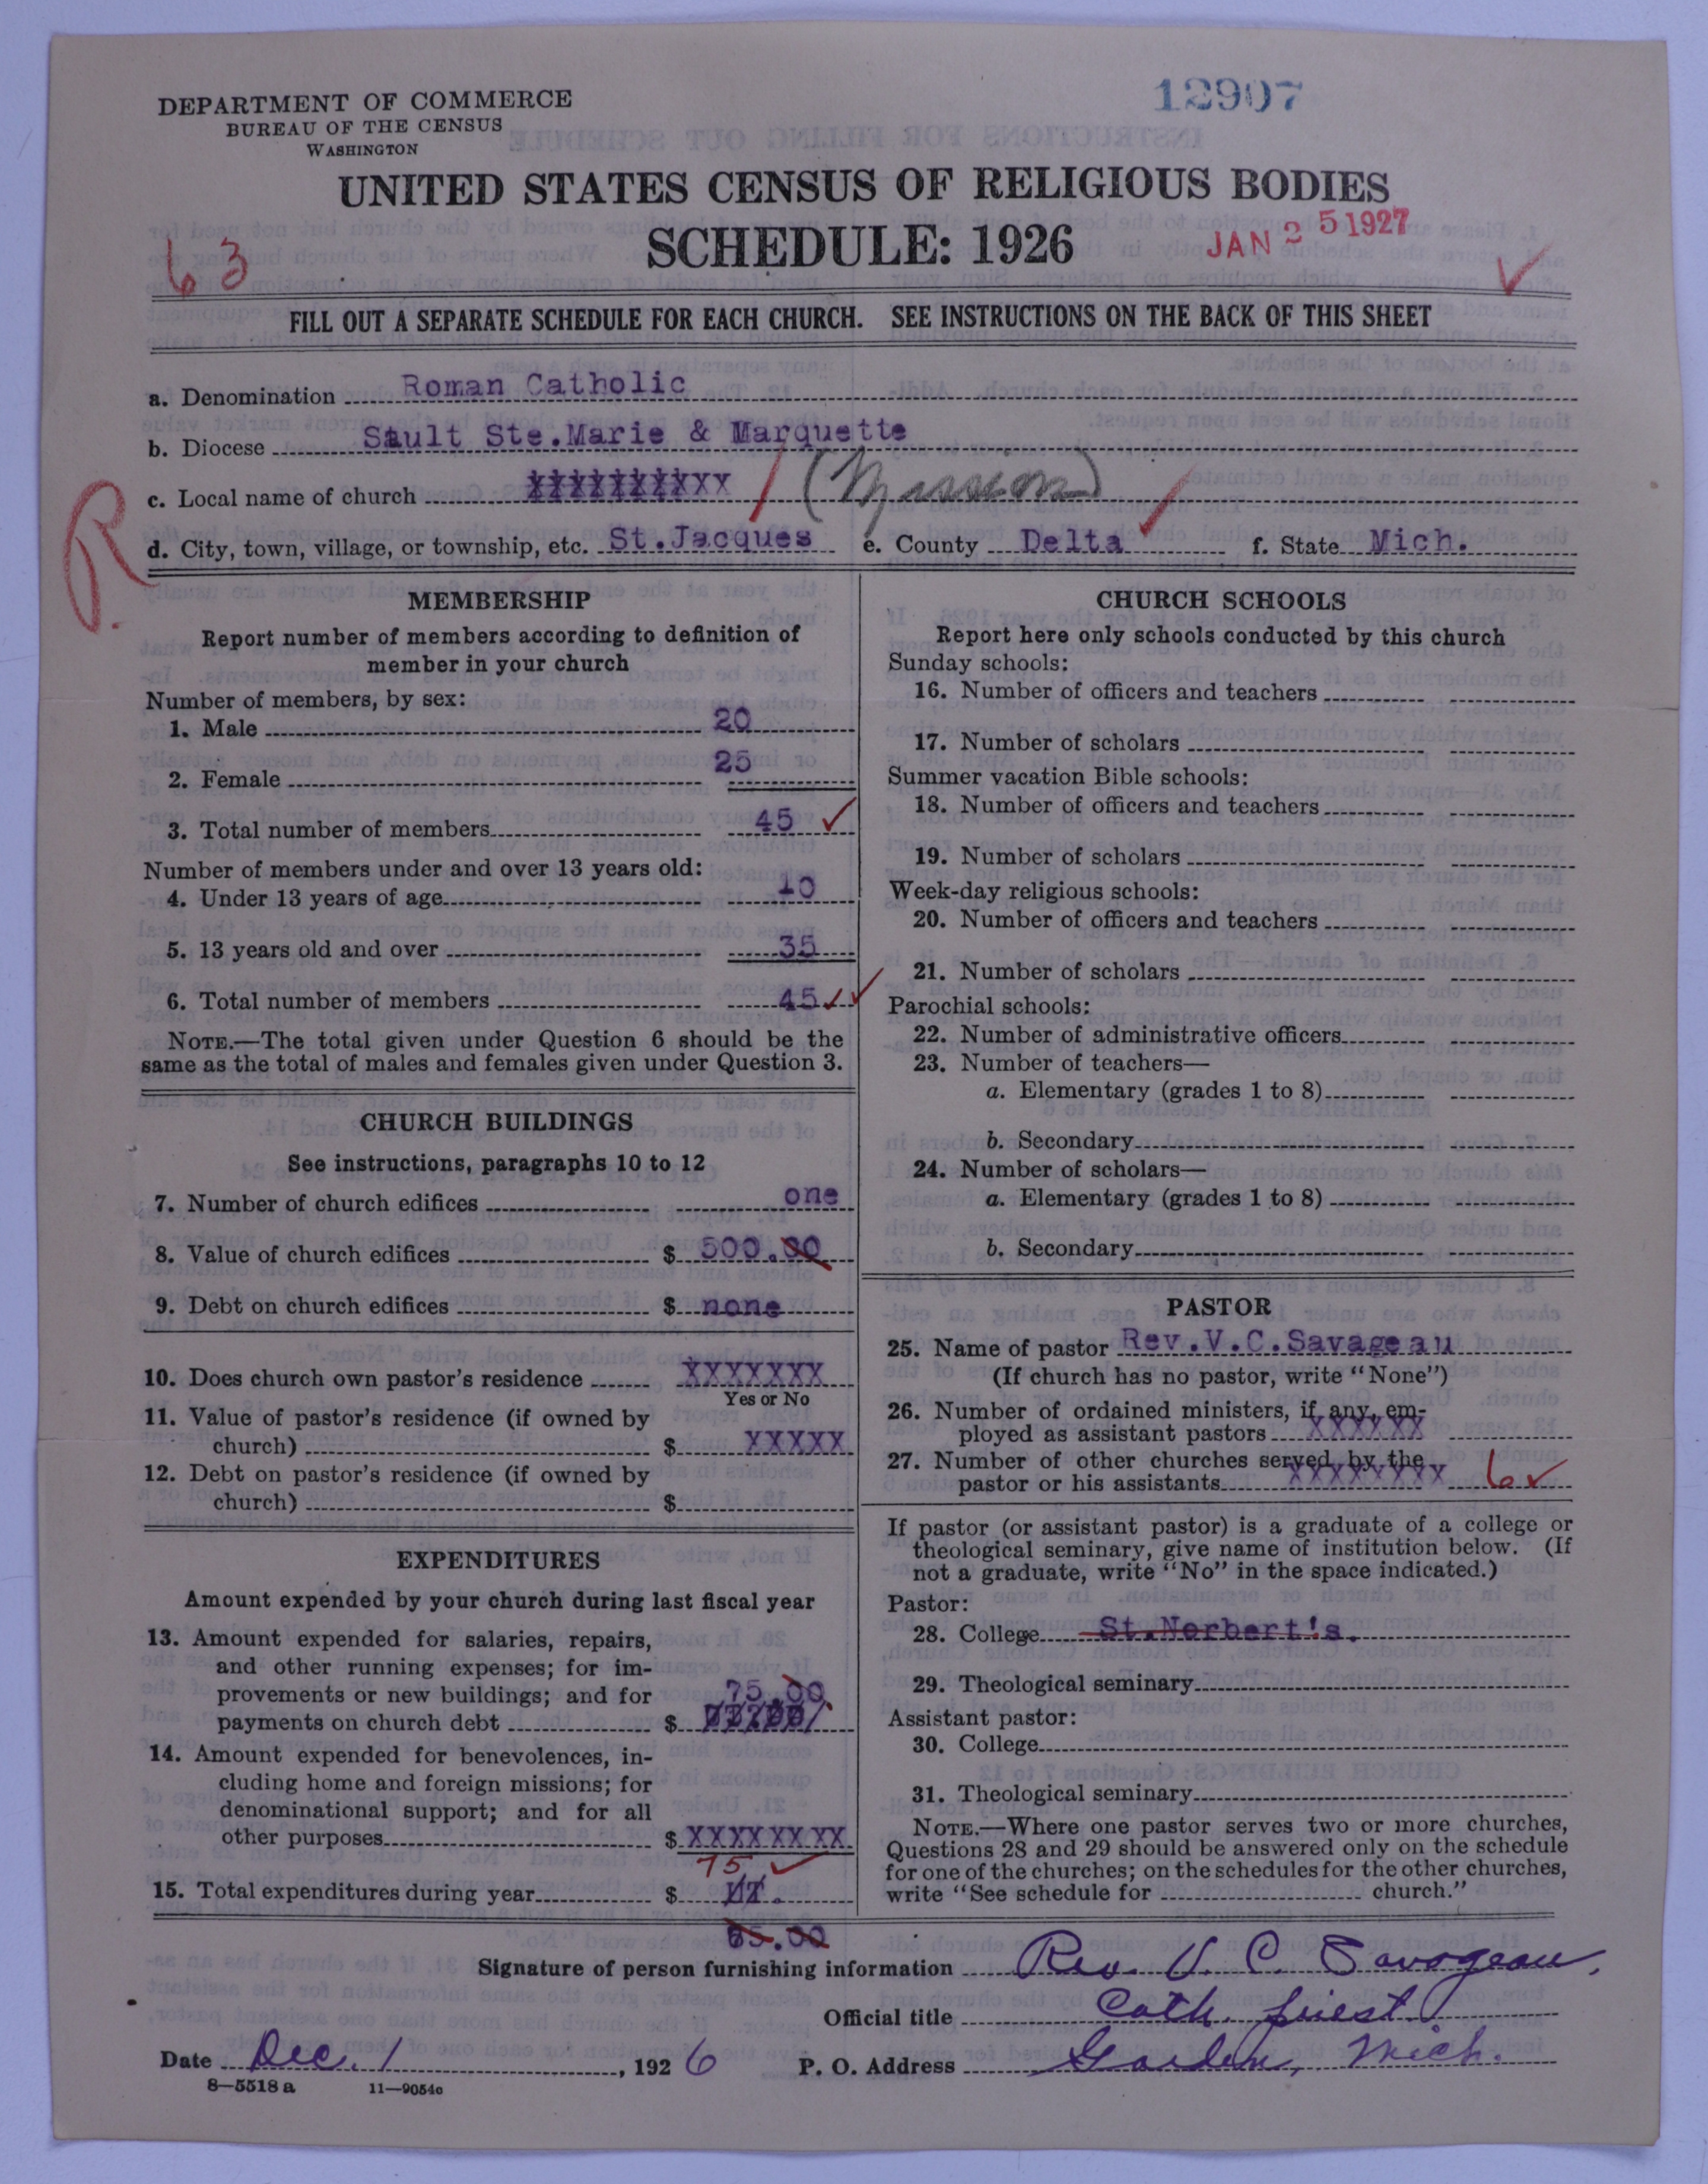 DEPARTMENT OF COMMERCE
BUREAU OF THE CENSUS
WASHINGTON
12907
UNITED STATES CENSUS OF RELIGIOUS BODIES
SCHEDULE: 1926
JAN 25 1927
63
FILL OUT A SEPARATE SCHEDULE FOR EACH CHURCH. SEE INSTRUCTIONS ON THE BACK OF THIS SHEET
a. Denomination Roman Catholic
b. Diocese Sault Ste.Marie & Marquette
c. Local name of church XXXXXXXXXXX (Mission)
R.
d. City, town, village, or township, etc. St.Jacques e. County Delta f. State Mich.
MEMBERSHIP
Report number of members according to definition of
member in your church
Number of members, by sex:
1. Male 20
2. Female 25
3. Total number of members 45
Number of members under and over 13 years old:
4. Under 13 years of age 10
5. 13 years old and over 35
6. Total number of members 45
NOTE.—The total given under Question 6 should be the
same as the total of males and females given under Question 3.
CHURCH BUILDINGS
See instructions, paragraphs 10 to 12
7. Number of church edifices one
8. Value of church edifices $ 500.00
9. Debt on church edifices $ none
10. Does church own pastor's residence XXXXXXX
Yes or No
11. Value of pastor's residence (if owned by
church) $ XXXXX
12. Debt on pastor's residence (if owned by
church) $
EXPENDITURES
Amount expended by your church during last fiscal year
13. Amount expended for salaries, repairs,
and other running expenses; for im-
provements or new buildings; and for 75.00
payments on church debt $
14. Amount expended for benevolences, in-
cluding home and foreign missions; for
denominational support; and for all
other purposes $ XXXXXXXX
75
15. Total expenditures during year $
65.00
CHURCH SCHOOLS
Report here only schools conducted by this church
Sunday schools:
16. Number of officers and teachers
17. Number of scholars
Summer vacation Bible schools:
18. Number of officers and teachers
19. Number of scholars
Week-day religious schools:
20. Number of officers and teachers
21. Number of scholars
Parochial schools:
22. Number of administrative officers
23. Number of teachers—
a. Elementary (grades 1 to 8)
b. Secondary
24. Number of scholars—
a. Elementary (grades 1 to 8)
b. Secondary
PASTOR
25. Name of pastor Rev.V.C.Savageau
(If church has no pastor, write "None")
26. Number of ordained ministers, if any, em-
ployed as assistant pastors XXXXXX
27. Number of other churches served by the
pastor or his assistants XXXXXXXX 6
If pastor (or assistant pastor) is a graduate of a college or
theological seminary, give name of institution below. (If
not a graduate, write "No" in the space indicated.)
Pastor:
28. College St.Norbert's.
29. Theological seminary
Assistant pastor:
30. College
31. Theological seminary
NOTE.—Where one pastor serves two or more churches,
Questions 28 and 29 should be answered only on the schedule
for one of the churches; on the schedules for the other churches,
write "See schedule for church."
Signature of person furnishing information Rev. V. C. Savageau,
Official title Cath. priest
Date Dec. 1, 1926 P. O. Address Garden, Mich.
8—5518 a 11—9054c